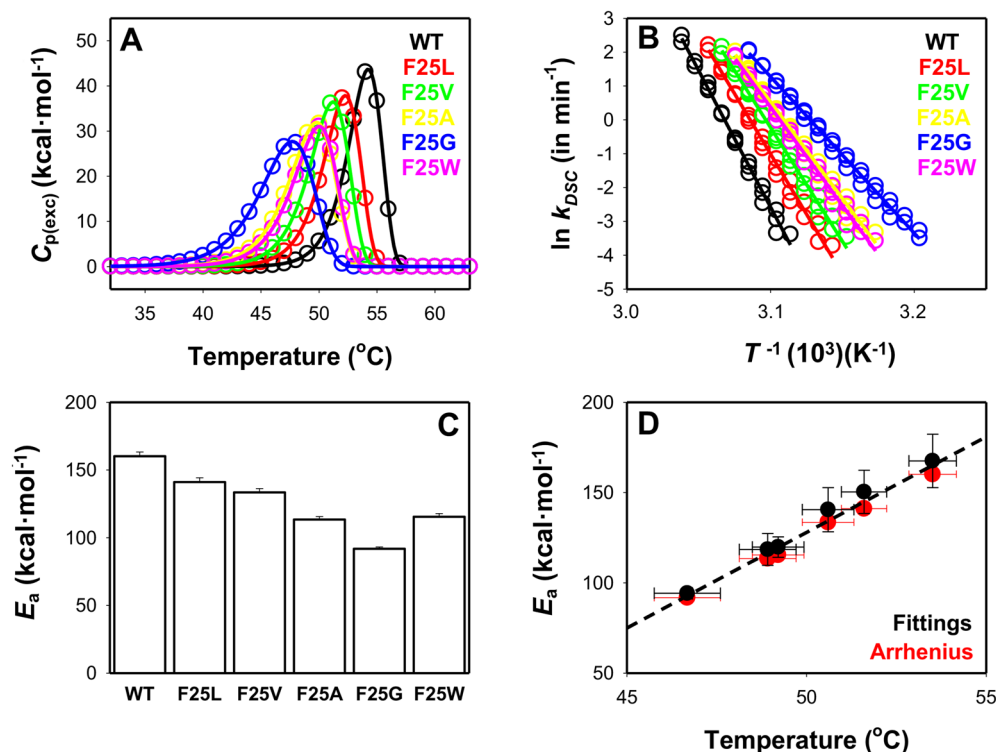 A
WT
F25L
F25V
F25A
F25G
F25W
50
40
30
20
10
0
C p(exc) (kcal·mol-1)
35 40 45 50 55 60
Temperature (oC)
B
WT
F25L
F25V
F25A
F25G
F25W
3
2
1
0
-1
-2
-3
-4
-5
ln kDSC (in min-1)
3.0 3.1 3.2
T -1 (103)(K-1)
C
200
150
100
50
0
Ea (kcal·mol-1)
WT F25L F25V F25A F25G F25W
D
200
150
100
50
Ea (kcal·mol-1)
Fittings
Arrhenius
45 50 55
Temperature (oC)